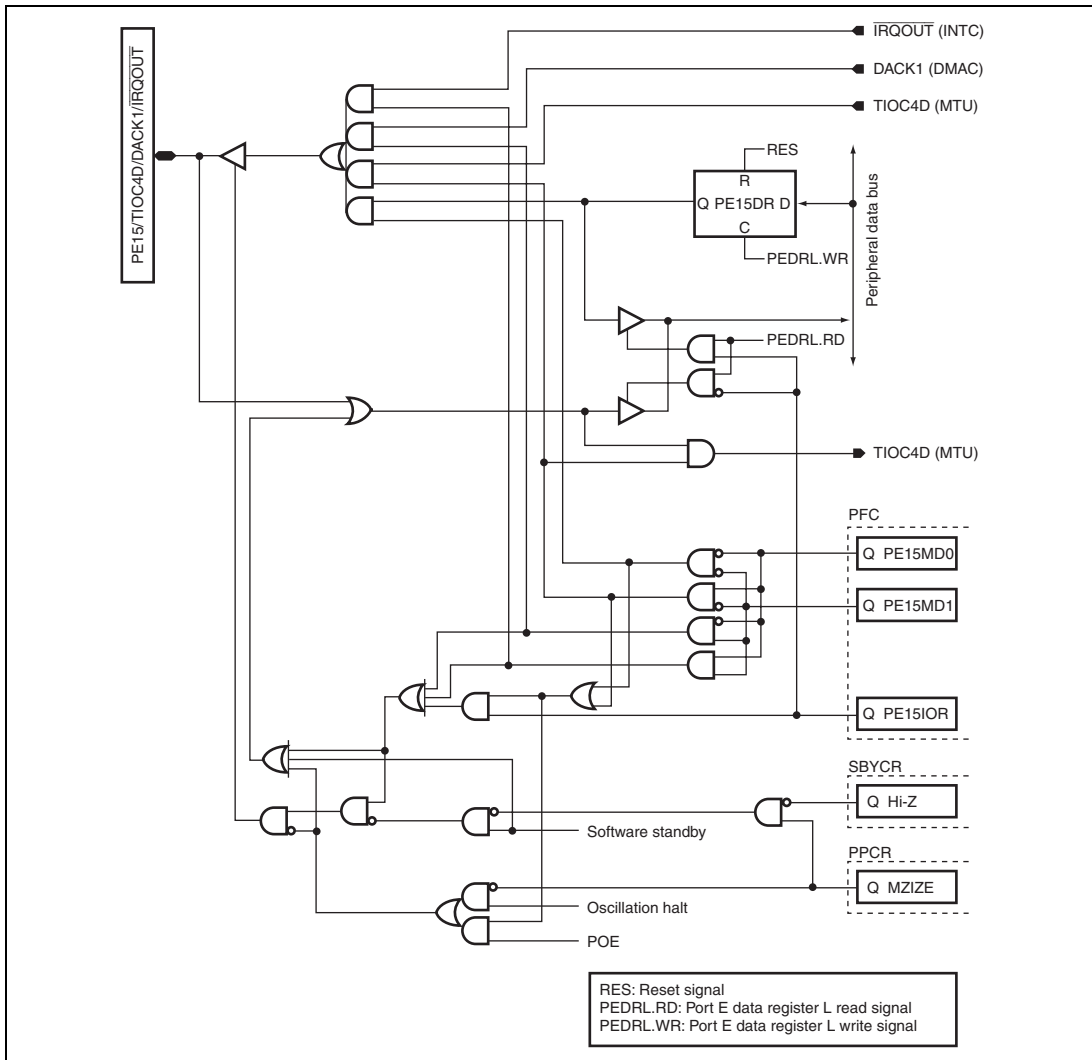 PE15/TIOC4D/DACK1/IRQOUT
IRQOUT (INTC)
DACK1 (DMAC)
TIOC4D (MTU)
RES
R
Q PE15DR D
C
PEDRL.WR
Peripheral data bus
PEDRL.RD
TIOC4D (MTU)
PFC
Q PE15MD0
Q PE15MD1
Q PE15IOR
SBYCR
Q Hi-Z
Software standby
PPCR
Q MZIZE
Oscillation halt
POE
RES: Reset signal
PEDRL.RD: Port E data register L read signal
PEDRL.WR: Port E data register L write signal